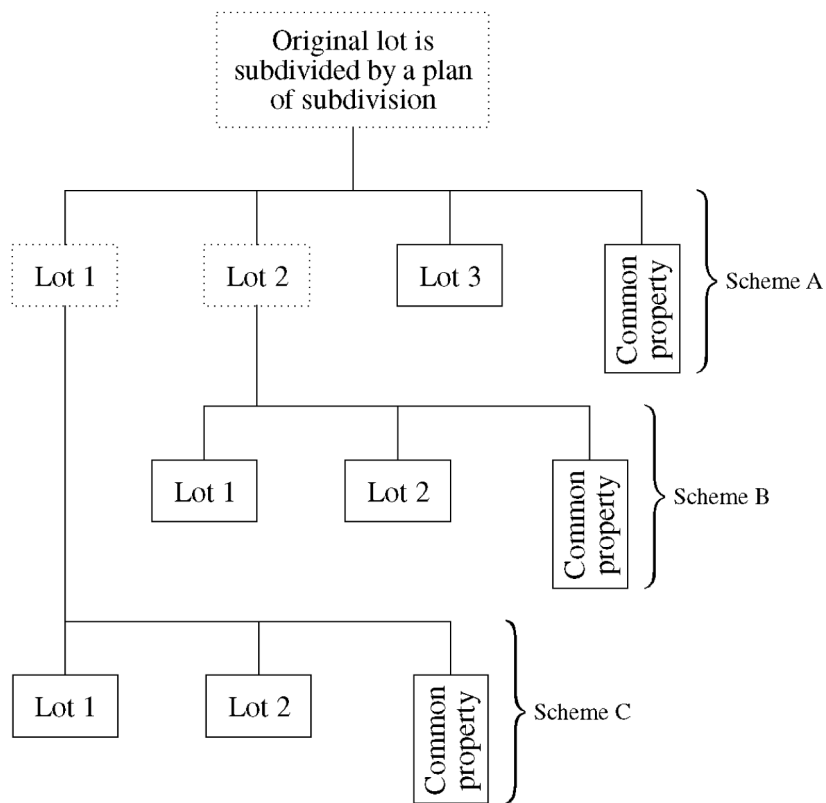 Original lot is
subdivided by a plan
of subdivision
Lot 1
Lot 2
Lot 3
Common
property
Scheme A
Lot 1
Lot 2
Common
property
Scheme B
Lot 1
Lot 2
Common
property
Scheme C